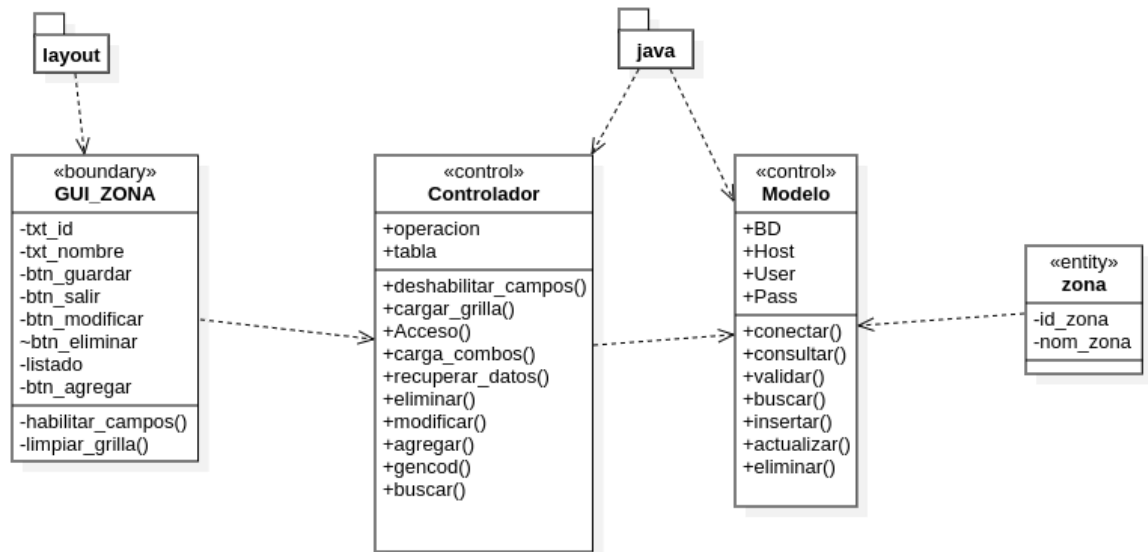 layout
java
«boundary»
GUI_ZONA
-txt_id
-txt_nombre
-btn_guardar
-btn_salir
-btn_modificar
~btn_eliminar
-listado
-btn_agregar
-habilitar_campos()
-limpiar_grilla()
«control»
Controlador
+operacion
+tabla
+deshabilitar_campos()
+cargar_grilla()
+Acceso()
+carga_combos()
+recuperar_datos()
+eliminar()
+modificar()
+agregar()
+gencod()
+buscar()
«control»
Modelo
+BD
+Host
+User
+Pass
+conectar()
+consultar()
+validar()
+buscar()
+insertar()
+actualizar()
+eliminar()
«entity»
zona
-id_zona
-nom_zona